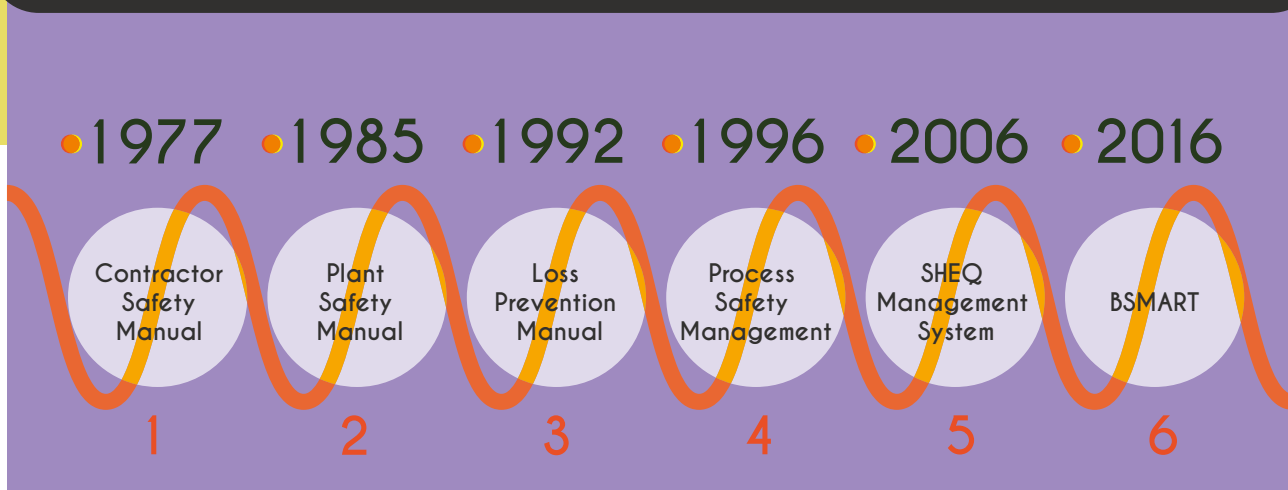 1977
1985
1992
1996
2006
2016
Contractor
Safety
Manual
Plant
Safety
Manual
Loss
Prevention
Manual
Process
Safety
Management
SHEQ
Management
System
BSMART
1
2
3
4
5
6